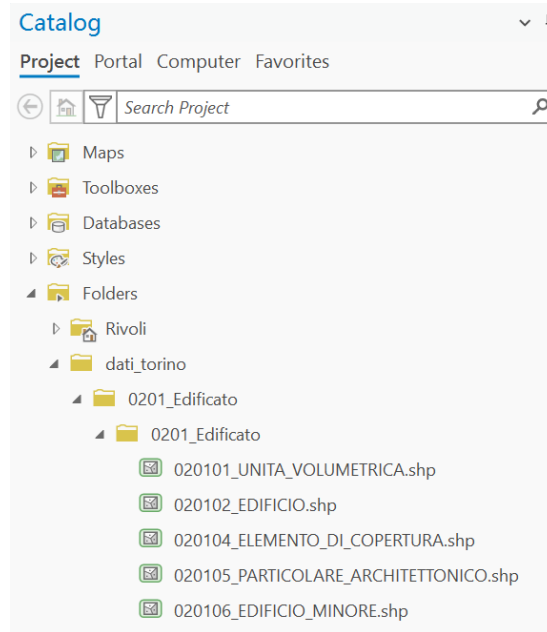 Catalog
Project Portal Computer Favorites
Search Project
Maps
Toolboxes
Databases
Styles
Folders
Rivoli
dati_torino
0201_Edificato
0201_Edificato
020101_UNITA_VOLUMETRICA.shp
020102_EDIFICIO.shp
020104_ELEMENTO_DI_COPERTURA.shp
020105_PARTICOLARE_ARCHITETTONICO.shp
020106_EDIFICIO_MINORE.shp